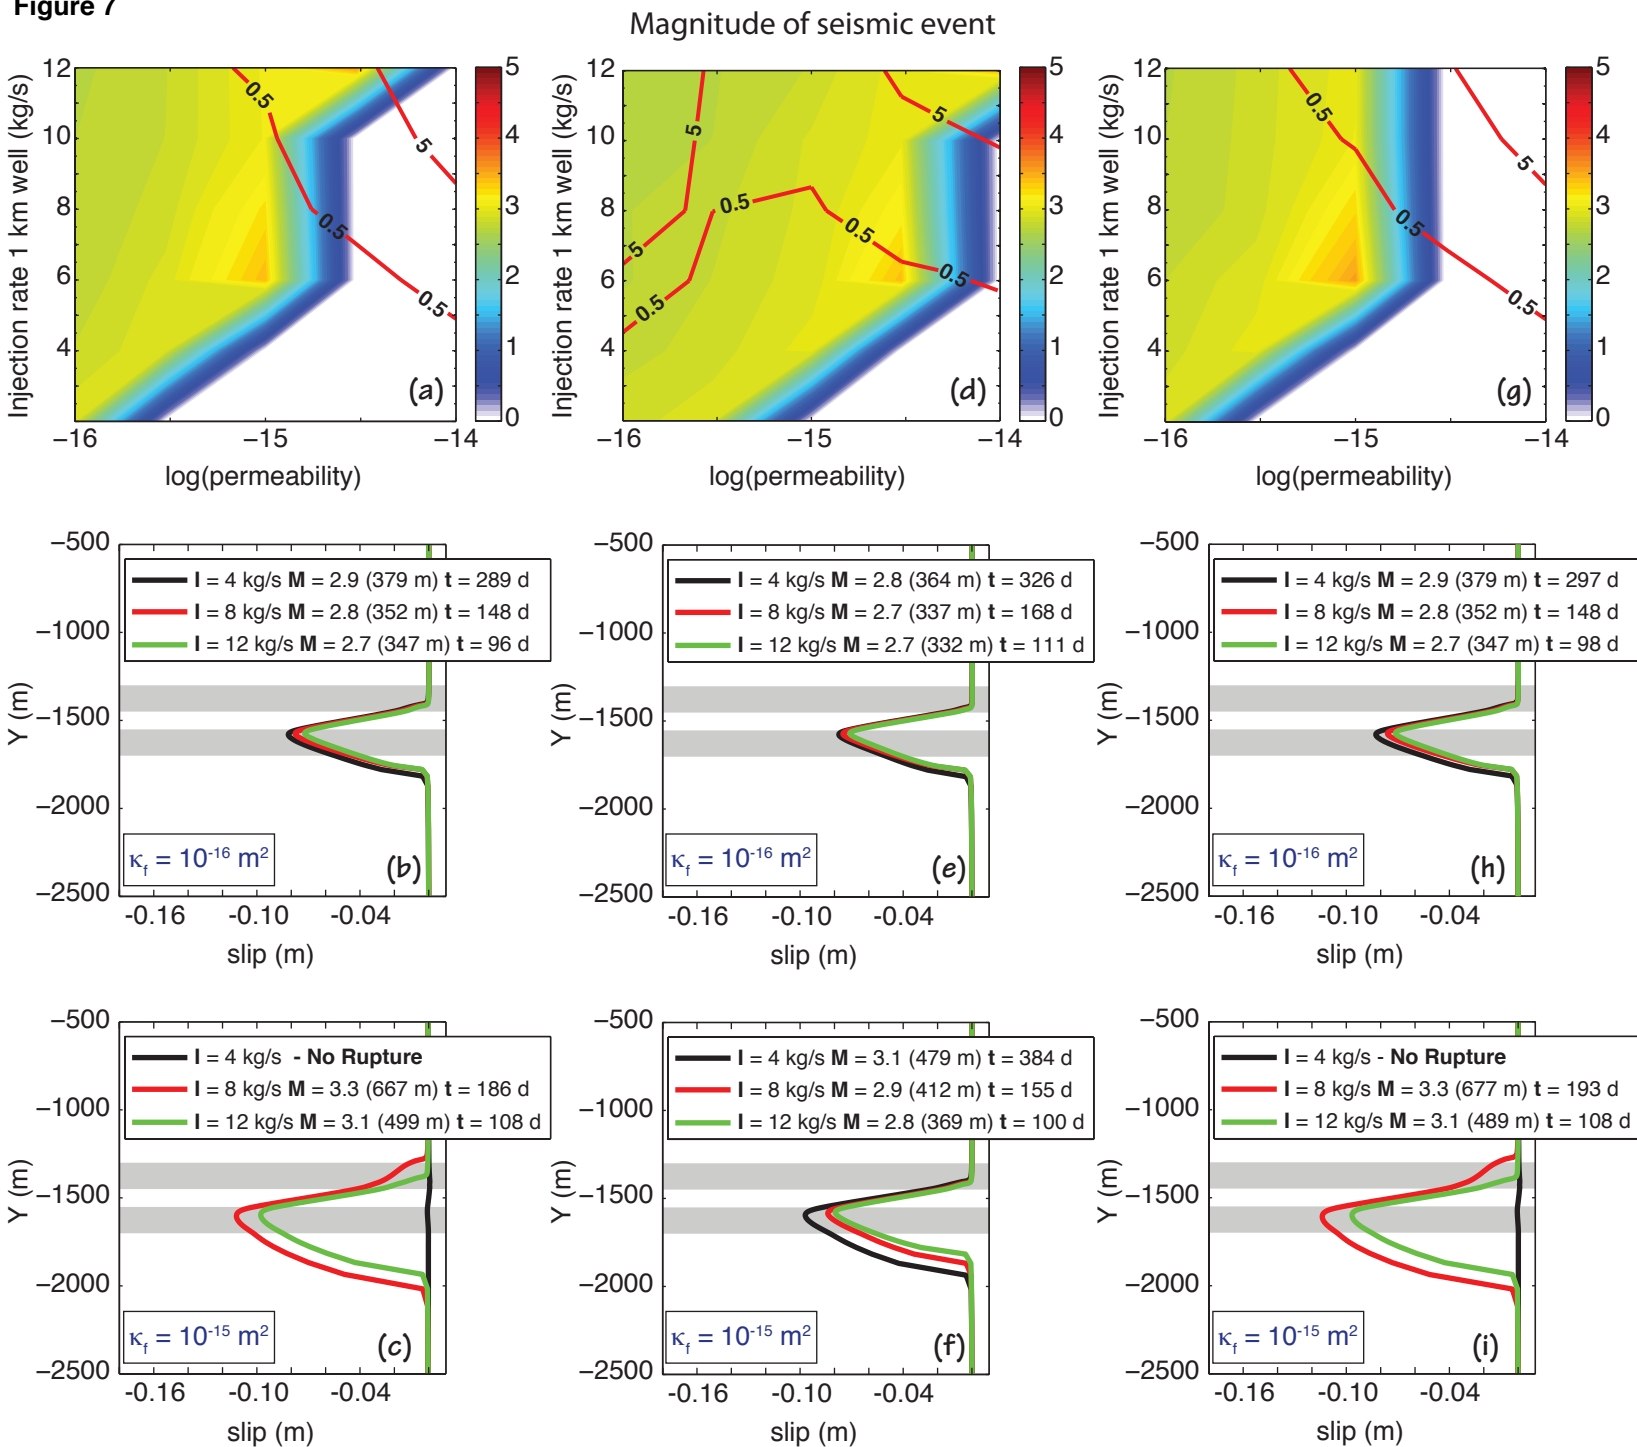 Figure 7
Magnitude of seismic event
Injection rate 1 km well (kg/s)
12
10
8
6
4
−16
−15
−14
log(permeability)
0.5
5
0.5
0.5
(a)
5
4
3
2
1
0
Injection rate 1 km well (kg/s)
12
10
8
6
4
−16
−15
−14
log(permeability)
5
5
5
0.5
0.5
0.5
0.5
(d)
5
4
3
2
1
0
Injection rate 1 km well (kg/s)
12
10
8
6
4
−16
−15
−14
log(permeability)
0.5
5
0.5
0.5
(g)
5
4
3
2
1
0
−500
−1000
−1500
−2000
−2500
Y (m)
I = 4 kg/s M = 2.9 (379 m) t = 289 d
I = 8 kg/s M = 2.8 (352 m) t = 148 d
I = 12 kg/s M = 2.7 (347 m) t = 96 d
κf = 10-16 m2
(b)
-0.16 -0.10 -0.04
slip (m)
−500
−1000
−1500
−2000
−2500
Y (m)
I = 4 kg/s M = 2.8 (364 m) t = 326 d
I = 8 kg/s M = 2.7 (337 m) t = 168 d
I = 12 kg/s M = 2.7 (332 m) t = 111 d
κf = 10-16 m2
(e)
-0.16 -0.10 -0.04
slip (m)
−500
−1000
−1500
−2000
−2500
Y (m)
I = 4 kg/s M = 2.9 (379 m) t = 297 d
I = 8 kg/s M = 2.8 (352 m) t = 148 d
I = 12 kg/s M = 2.7 (347 m) t = 98 d
κf = 10-16 m2
(h)
-0.16 -0.10 -0.04
slip (m)
−500
−1000
−1500
−2000
−2500
Y (m)
I = 4 kg/s - No Rupture
I = 8 kg/s M = 3.3 (667 m) t = 186 d
I = 12 kg/s M = 3.1 (499 m) t = 108 d
κf = 10-15 m2
(c)
-0.16 -0.10 -0.04
slip (m)
−500
−1000
−1500
−2000
−2500
Y (m)
I = 4 kg/s M = 3.1 (479 m) t = 384 d
I = 8 kg/s M = 2.9 (412 m) t = 155 d
I = 12 kg/s M = 2.8 (369 m) t = 100 d
κf = 10-15 m2
(f)
-0.16 -0.10 -0.04
slip (m)
−500
−1000
−1500
−2000
−2500
Y (m)
I = 4 kg/s - No Rupture
I = 8 kg/s M = 3.3 (677 m) t = 193 d
I = 12 kg/s M = 3.1 (489 m) t = 108 d
κf = 10-15 m2
(i)
-0.16 -0.10 -0.04
slip (m)